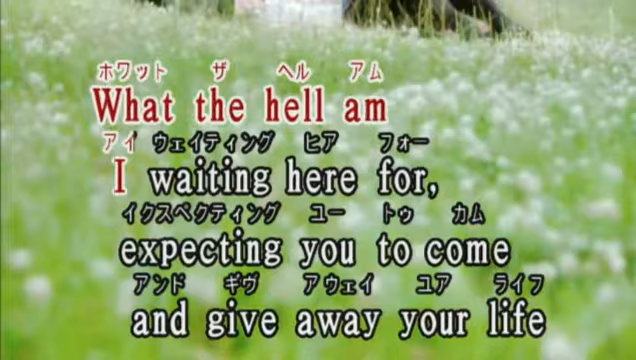 ホワット ザ ヘル アム
What the hell am
アイ ウェイティング ヒア フォー
I waiting here for,
イクスペクティング ユー トゥ カム
expecting you to come
アンド ギヴ アウェイ ユア ライフ
and give away your life